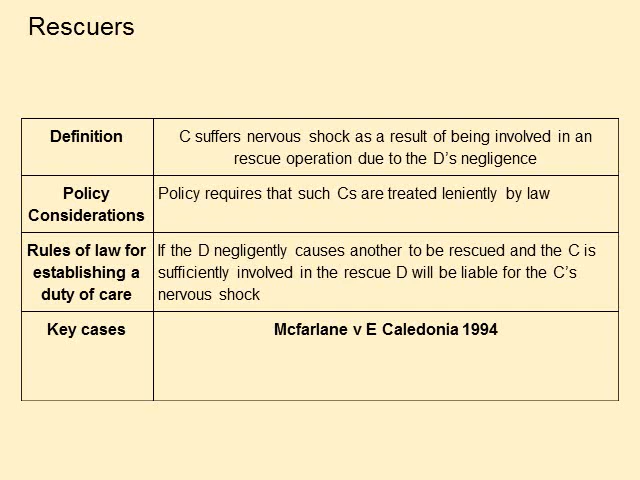 Rescuers
Definition
C suffers nervous shock as a result of being involved in an
rescue operation due to the D's negligence
Policy
Considerations
Policy requires that such Cs are treated leniently by law
Rules of law for
establishing a
duty of care
If the D negligently causes another to be rescued and the C is
sufficiently involved in the rescue D will be liable for the C's
nervous shock
Key cases
Mcfarlane v E Caledonia 1994